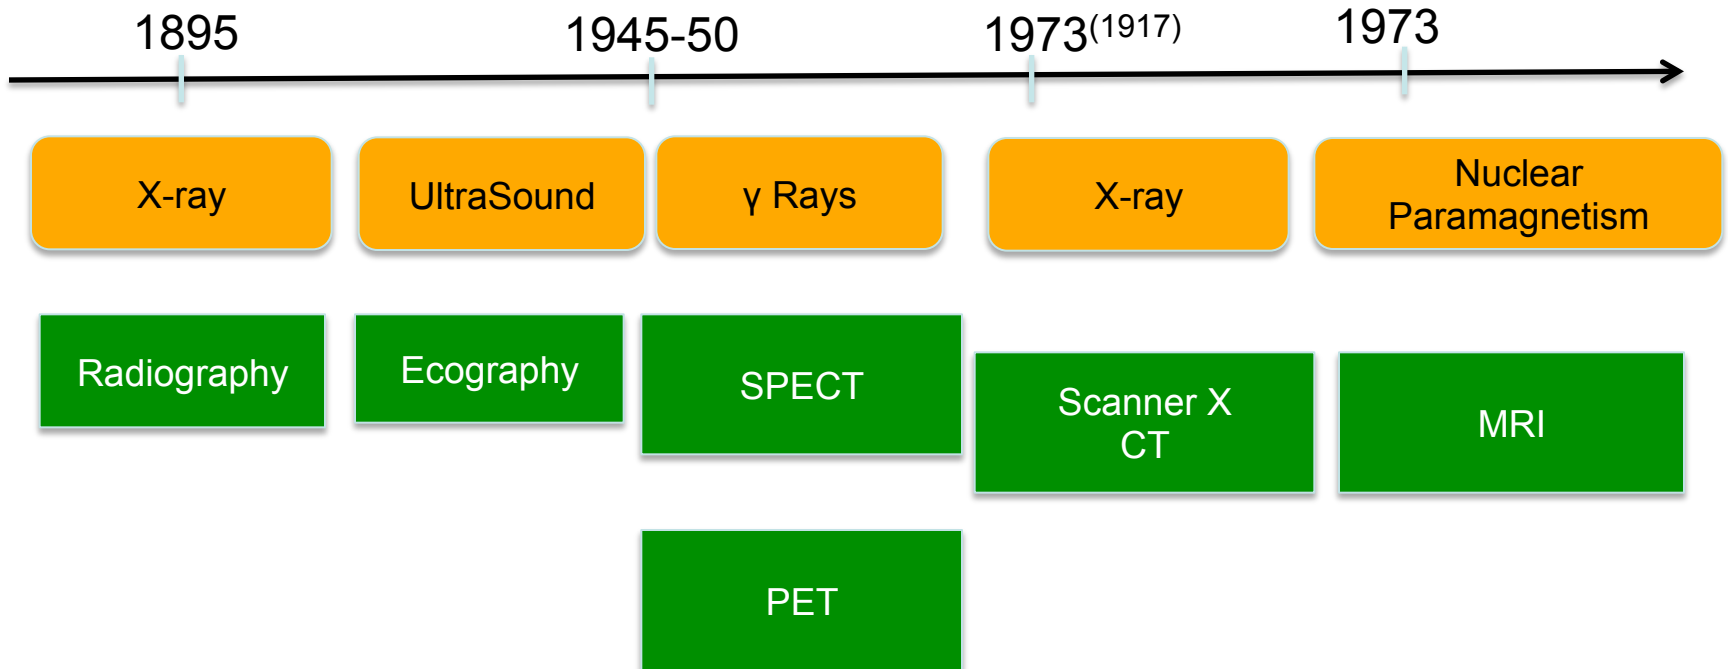 1895
1945-50
1973(1917)
1973
X-ray
UltraSound
γ Rays
X-ray
Nuclear
Paramagnetism
Radiography
Ecography
SPECT
Scanner X
CT
MRI
PET